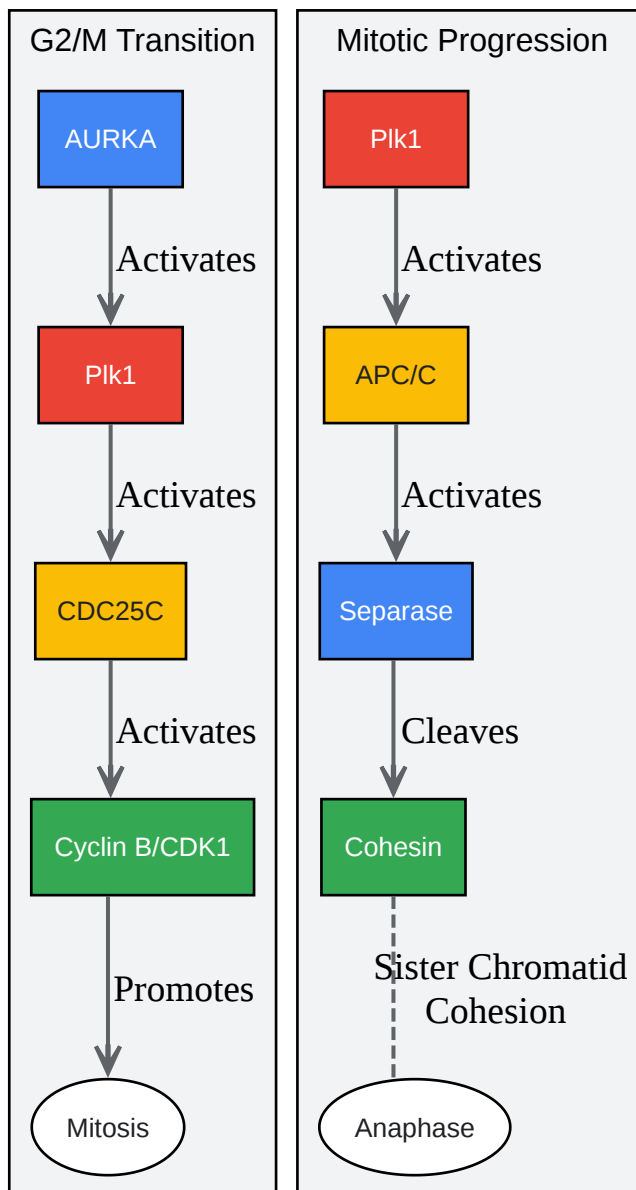 G2/M Transition
AURKA
Activates
Plk1
Activates
CDC25C
Activates
Cyclin B/CDK1
Promotes
Mitosis
Mitotic Progression
Plk1
Activates
APC/C
Activates
Separase
Cleaves
Cohesin
Sister Chromatid
Cohesion
Anaphase